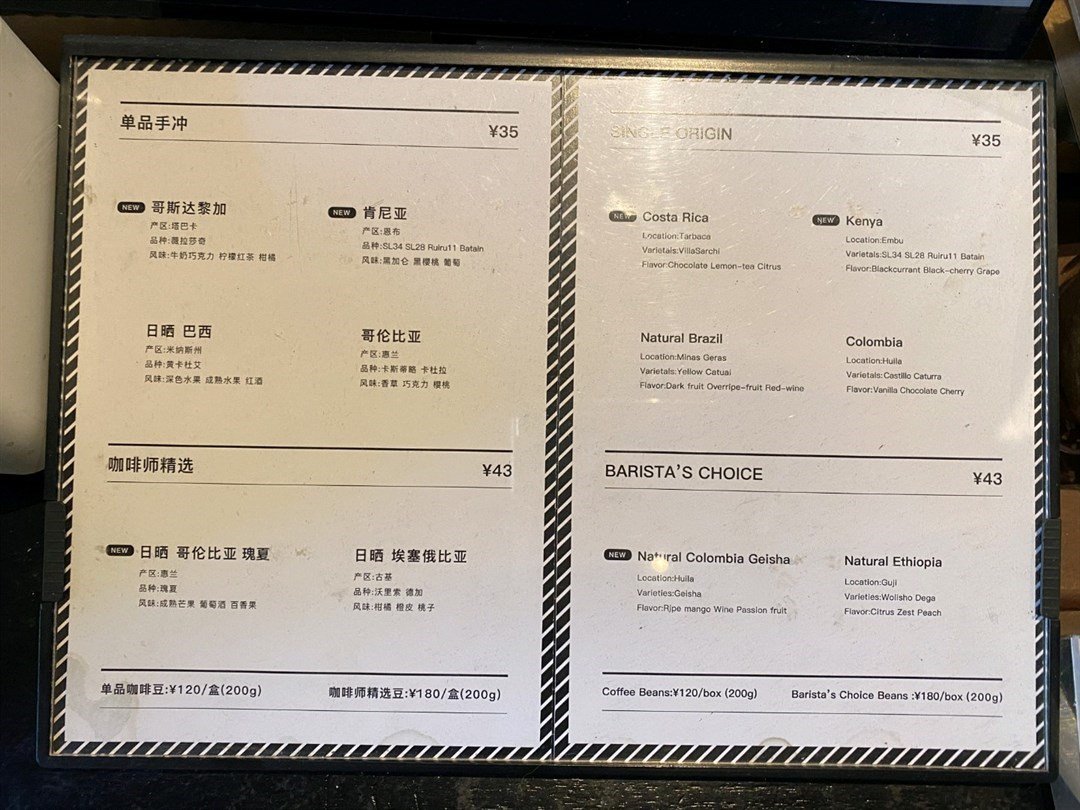 单品手冲 ¥35
NEW 哥斯达黎加
产区:塔巴卡
品种:薇拉莎奇
风味:牛奶巧克力 柠檬红茶 柑橘
NEW 肯尼亚
产区:恩布
品种:SL34 SL28 Ruiru11 Batain
风味:黑加仑 黑樱桃 葡萄
日晒 巴西
产区:米纳斯州
品种:黄卡杜艾
风味:深色水果 成熟水果 红酒
哥伦比亚
产区:惠兰
品种:卡斯蒂略 卡杜拉
风味:香草 巧克力 樱桃
咖啡师精选 ¥43
NEW 日晒 哥伦比亚 瑰夏
产区:惠兰
品种:瑰夏
风味:成熟芒果 葡萄酒 百香果
日晒 埃塞俄比亚
产区:古基
品种:沃里索 德加
风味:柑橘 橙皮 桃子
单品咖啡豆:¥120/盒(200g) 咖啡师精选豆:¥180/盒(200g)
SINGLE ORIGIN ¥35
NEW Costa Rica
Location:Tarbaca
Varietals:VillaSarchi
Flavor:Chocolate Lemon-tea Citrus
NEW Kenya
Location:Embu
Varietals:SL34 SL28 Ruiru11 Batain
Flavor:Blackcurrant Black-cherry Grape
Natural Brazil
Location:Minas Geras
Varietals:Yellow Catuai
Flavor:Dark fruit Overripe-fruit Red-wine
Colombia
Location:Huila
Varietals:Castillo Caturra
Flavor:Vanilla Chocolate Cherry
BARISTA'S CHOICE ¥43
NEW Natural Colombia Geisha
Location:Huila
Varieties:Geisha
Flavor:Ripe mango Wine Passion fruit
Natural Ethiopia
Location:Guji
Varieties:Wolisho Dega
Flavor:Citrus Zest Peach
Coffee Beans:¥120/box (200g) Barista's Choice Beans :¥180/box (200g)